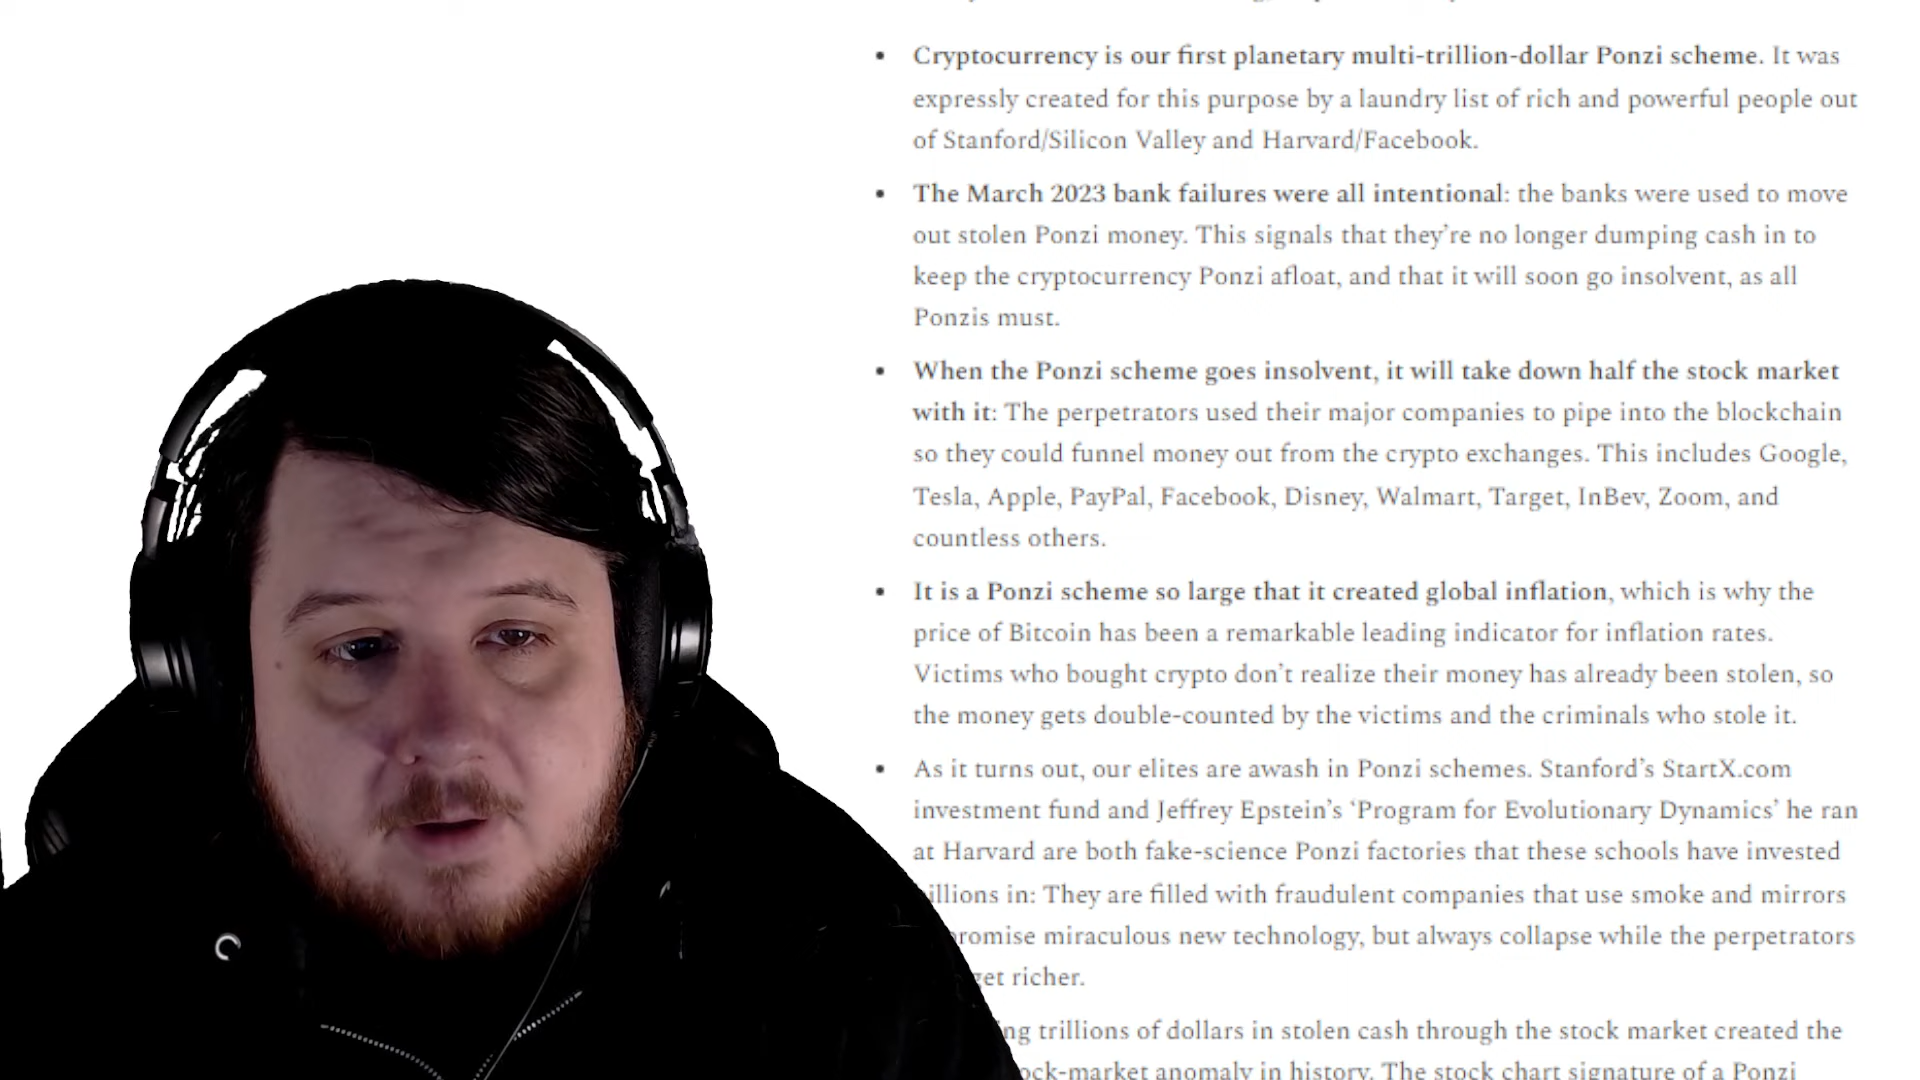 Cryptocurrency is our first planetary multi-trillion-dollar Ponzi scheme. It was
expressly created for this purpose by a laundry list of rich and powerful people out
of Stanford/Silicon Valley and Harvard/Facebook.
The March 2023 bank failures were all intentional: the banks were used to move
out stolen Ponzi money. This signals that they’re no longer dumping cash in to
keep the cryptocurrency Ponzi afloat, and that it will soon go insolvent, as all
Ponzis must.
When the Ponzi scheme goes insolvent, it will take down half the stock market
with it: The perpetrators used their major companies to pipe into the blockchain
so they could funnel money out from the crypto exchanges. This includes Google,
Tesla, Apple, PayPal, Facebook, Disney, Walmart, Target, InBev, Zoom, and
countless others.
It is a Ponzi scheme so large that it created global inflation, which is why the
price of Bitcoin has been a remarkable leading indicator for inflation rates.
Victims who bought crypto don’t realize their money has already been stolen, so
the money gets double-counted by the victims and the criminals who stole it.
As it turns out, our elites are awash in Ponzi schemes. Stanford’s StartX.com
investment fund and Jeffrey Epstein’s ‘Program for Evolutionary Dynamics’ he ran
at Harvard are both fake-science Ponzi factories that these schools have invested
in: They are filled with fraudulent companies that use smoke and mirrors
miraculous new technology, but always collapse while the perpetrators
richer.
trillions of dollars in stolen cash through the stock market created the
anomaly in history. The stock chart signature of a Ponzi